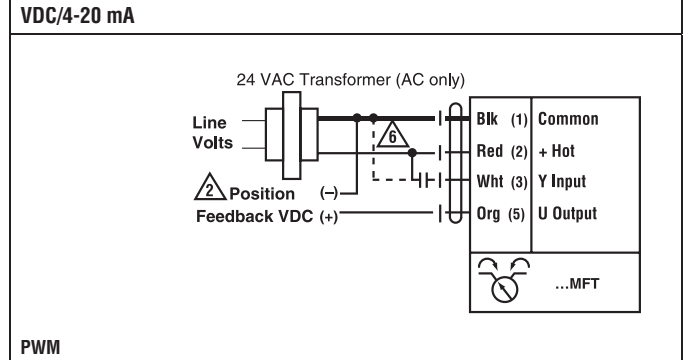 VDC/4-20 mA
24 VAC Transformer (AC only)
Line
Volts
Blk (1) Common
6
Red (2) + Hot
Wht (3) Y Input
2 Position (–)
Feedback VDC (+)
Org (5) U Output
...MFT
PWM